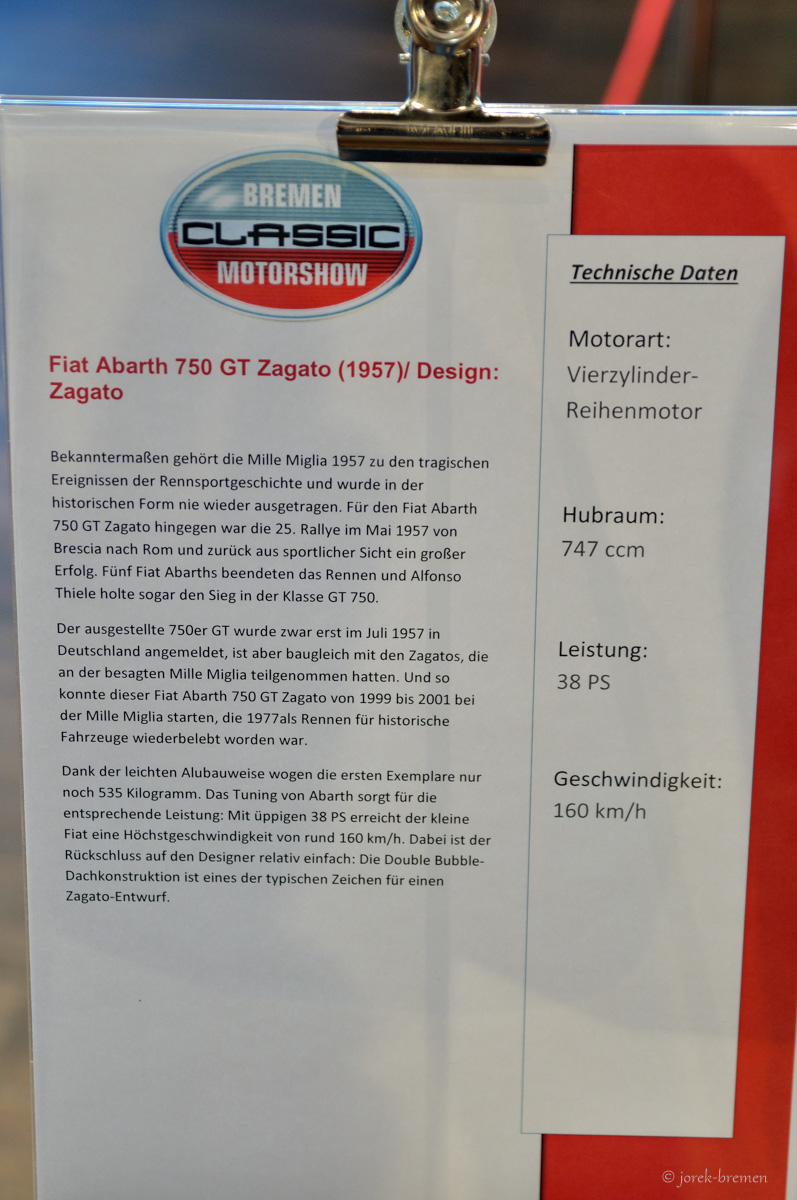 BREMEN
CLASSIC
MOTORSHOW
Fiat Abarth 750 GT Zagato (1957)/ Design:
Zagato
Bekanntermaßen gehört die Mille Miglia 1957 zu den tragischen
Ereignissen der Rennsportgeschichte und wurde in der
historischen Form nie wieder ausgetragen. Für den Fiat Abarth
750 GT Zagato hingegen war die 25. Rallye im Mai 1957 von
Brescia nach Rom und zurück aus sportlicher Sicht ein großer
Erfolg. Fünf Fiat Abarths beendeten das Rennen und Alfonso
Thiele holte sogar den Sieg in der Klasse GT 750.
Der ausgestellte 750er GT wurde zwar erst im Juli 1957 in
Deutschland angemeldet, ist aber baugleich mit den Zagatos, die
an der besagten Mille Miglia teilgenommen hatten. Und so
konnte dieser Fiat Abarth 750 GT Zagato von 1999 bis 2001 bei
der Mille Miglia starten, die 1977als Rennen für historische
Fahrzeuge wiederbelebt worden war.
Dank der leichten Alubauweise wogen die ersten Exemplare nur
noch 535 Kilogramm. Das Tuning von Abarth sorgt für die
entsprechende Leistung: Mit üppigen 38 PS erreicht der kleine
Fiat eine Höchstgeschwindigkeit von rund 160 km/h. Dabei ist der
Rückschluss auf den Designer relativ einfach: Die Double Bubble-
Dachkonstruktion ist eines der typischen Zeichen für einen
Zagato-Entwurf.
Technische Daten
Motorart:
Vierzylinder-
Reihenmotor
Hubraum:
747 ccm
Leistung:
38 PS
Geschwindigkeit:
160 km/h
© jorek-bremen